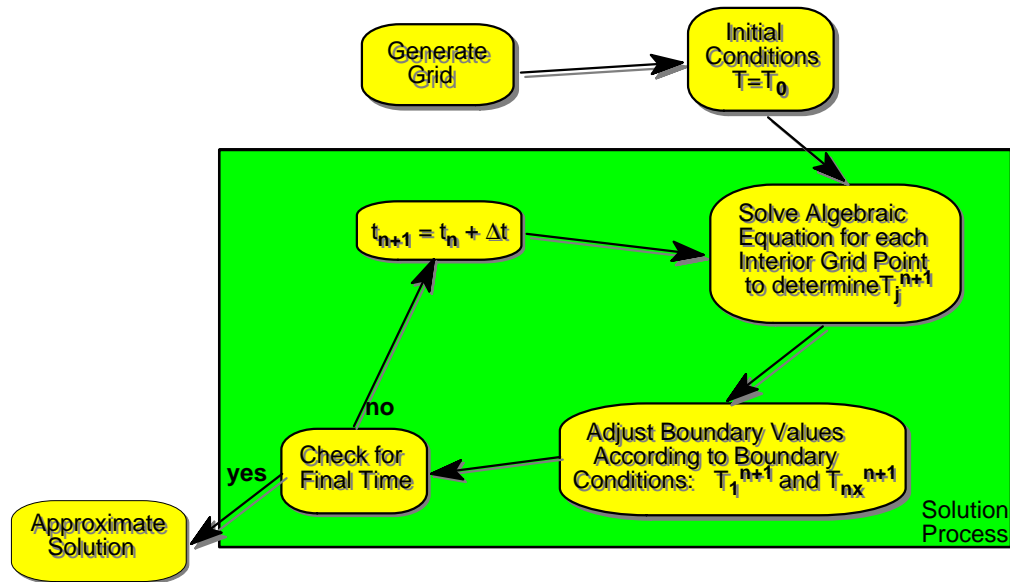 Generate
Grid
Initial
Conditions
T=T₀
Solve Algebraic
Equation for each
Interior Grid Point
to determineTⱼⁿ⁺¹
tₙ₊₁ = tₙ + Δt
Adjust Boundary Values
According to Boundary
Conditions: T₁ⁿ⁺¹ and Tₙₓⁿ⁺¹
Check for
Final Time
no
yes
Approximate
Solution
Solution
Process